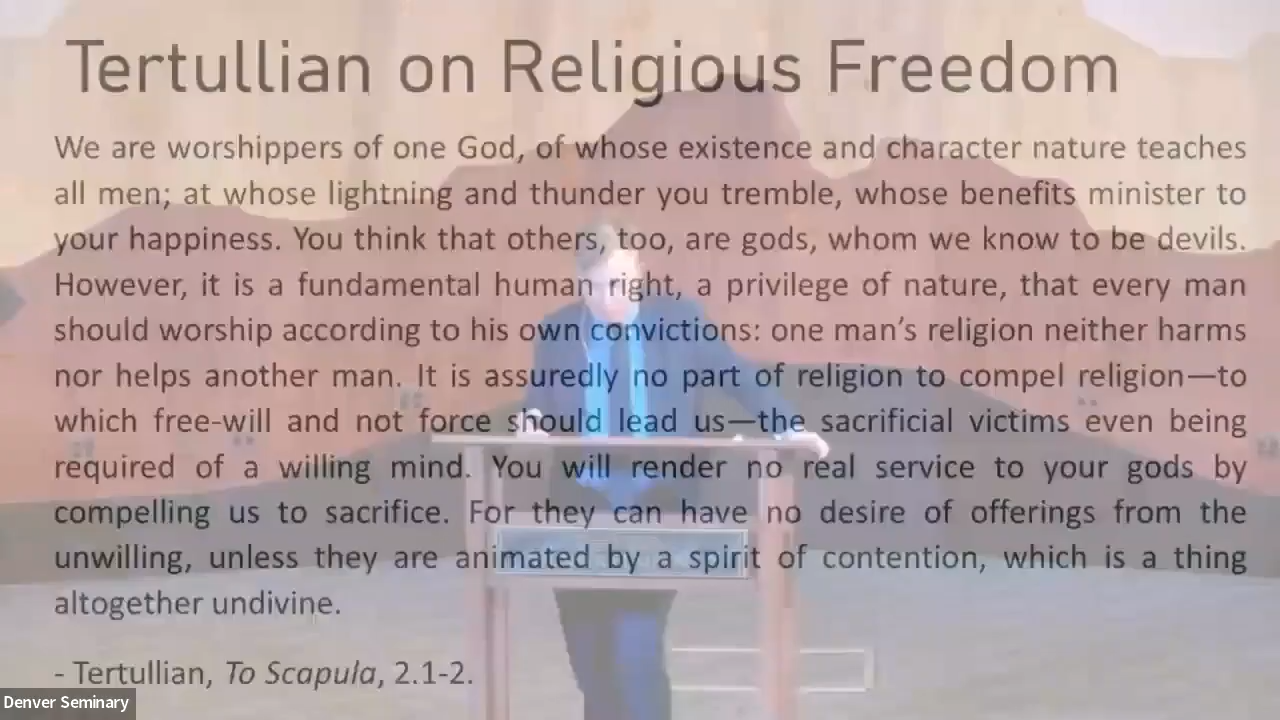 Tertullian on Religious Freedom
We are worshippers of one God, of whose existence and character nature teaches
all men; at whose lightning and thunder you tremble, whose benefits minister to
your happiness. You think that others, too, are gods, whom we know to be devils.
However, it is a fundamental human right, a privilege of nature, that every man
should worship according to his own convictions: one man’s religion neither harms
nor helps another man. It is assuredly no part of religion to compel religion—to
which free-will and not force should lead us—the sacrificial victims even being
required of a willing mind. You will render no real service to your gods by
compelling us to sacrifice. For they can have no desire of offerings from the
unwilling, unless they are animated by a spirit of contention, which is a thing
altogether undivine.
- Tertullian, To Scapula, 2.1-2.
Denver Seminary